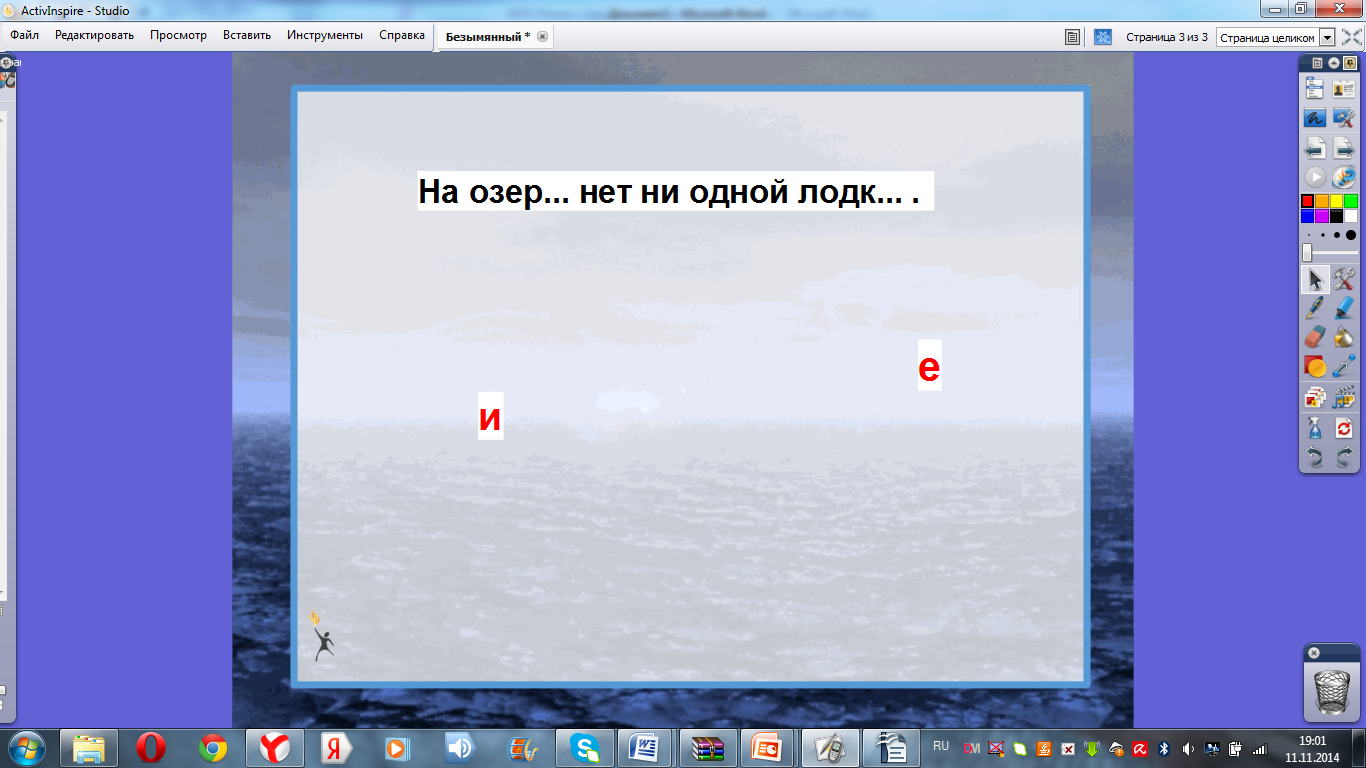 ActivInspire - Studio
Файл Редактировать Просмотр Вставить Инструменты Справка Безымянный * Страница 3 из 3 Страница целиком
На озер... нет ни одной лодк... .
е
и
RU
19:01
11.11.2014